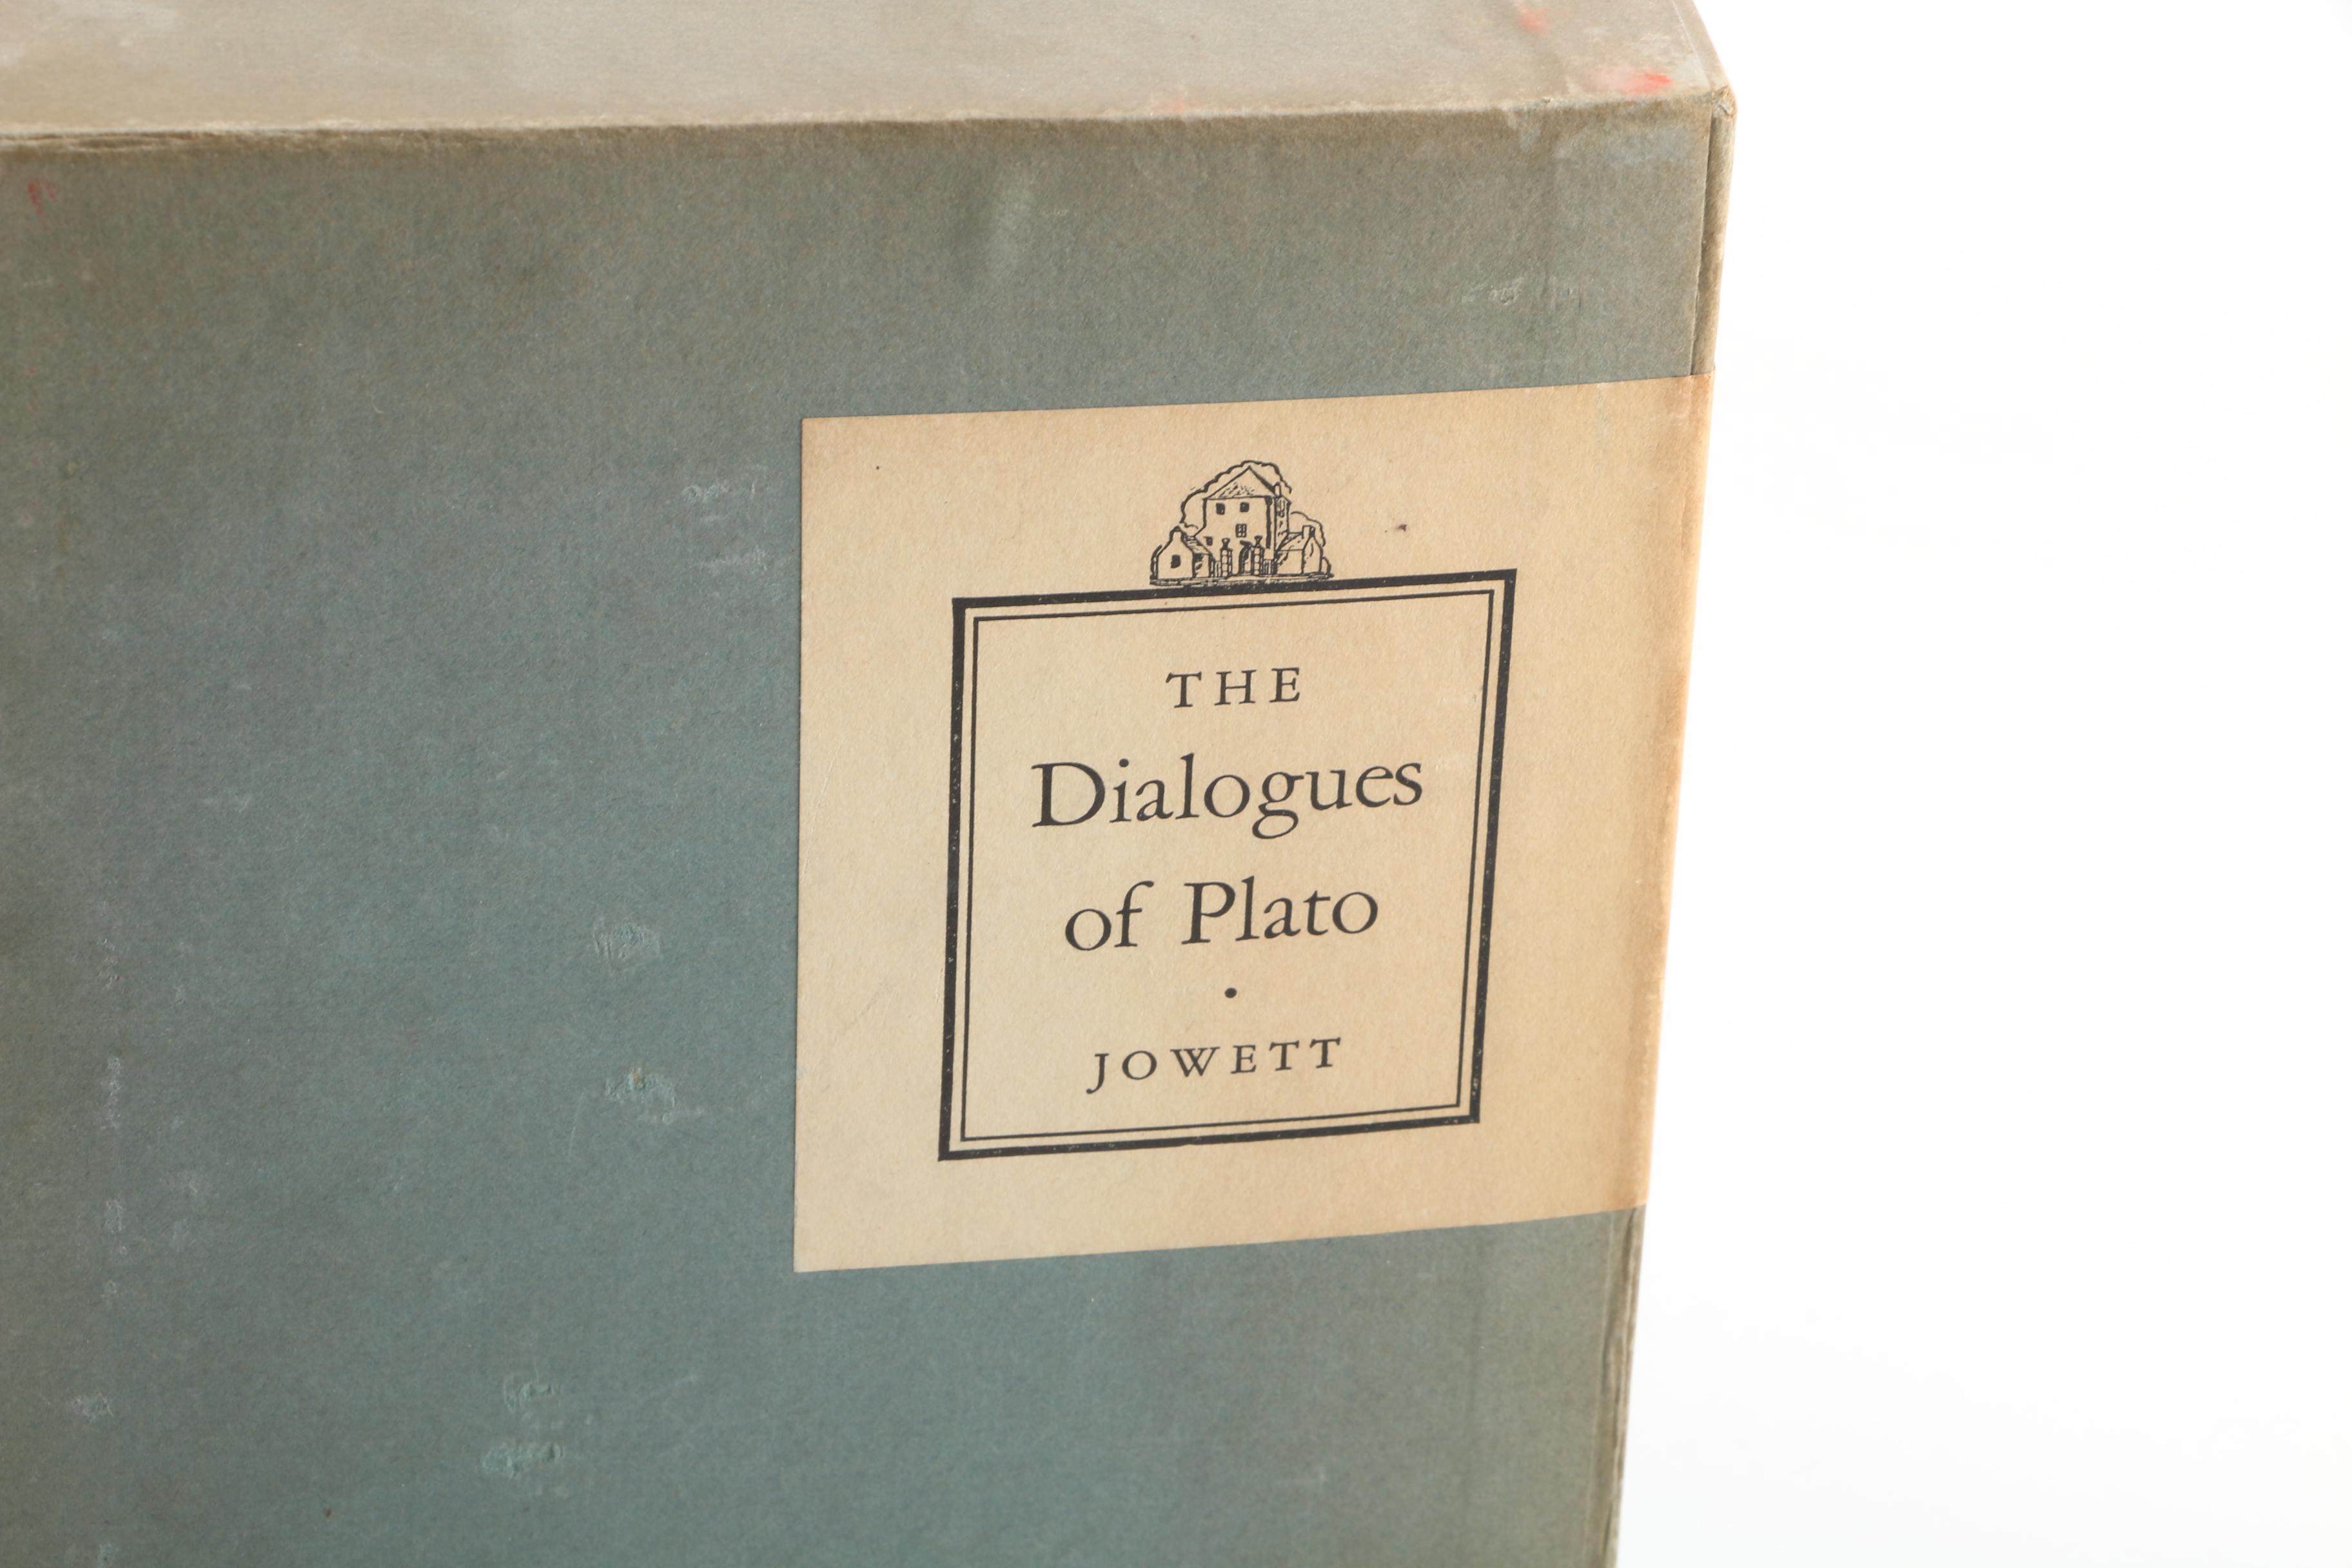 THE
Dialogues
of Plato
•
JOWETT